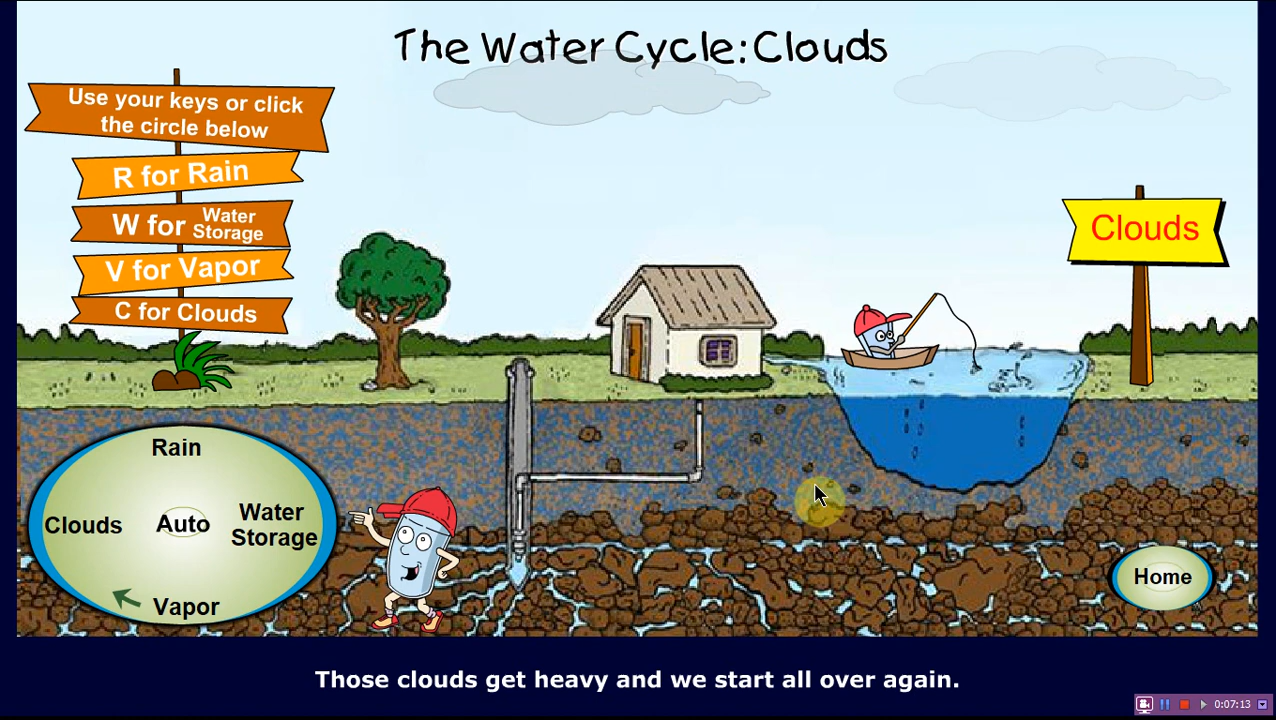 The Water Cycle: Clouds
Use your keys or click
the circle below
R for Rain
W for Water Storage
V for Vapor
C for Clouds
Clouds
Rain
Clouds
Auto
Water
Storage
Vapor
Home
Those clouds get heavy and we start all over again.
0:07:13